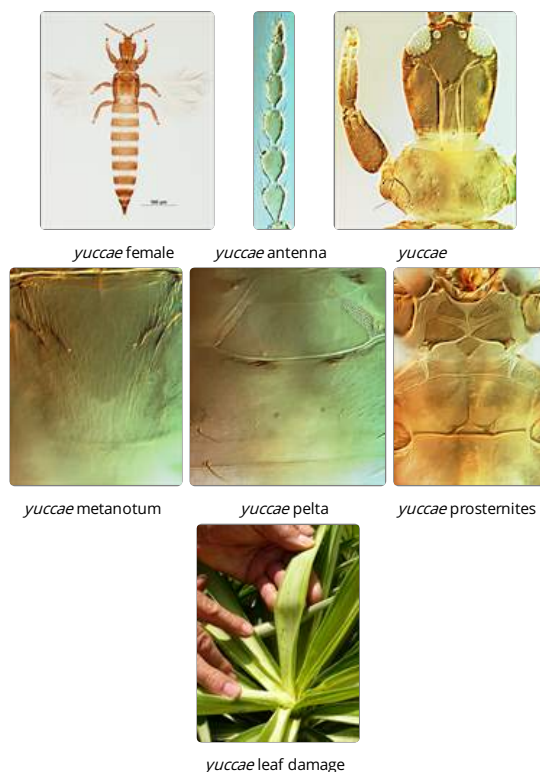 yuccae female
yuccae antenna
yuccae
yuccae metanotum
yuccae pelta
yuccae prosternites
yuccae leaf damage